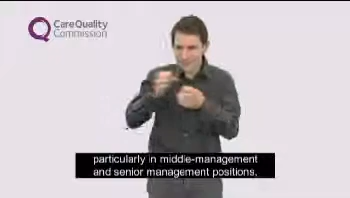 CareQuality
Commission
particularly in middle-management
and senior management positions,